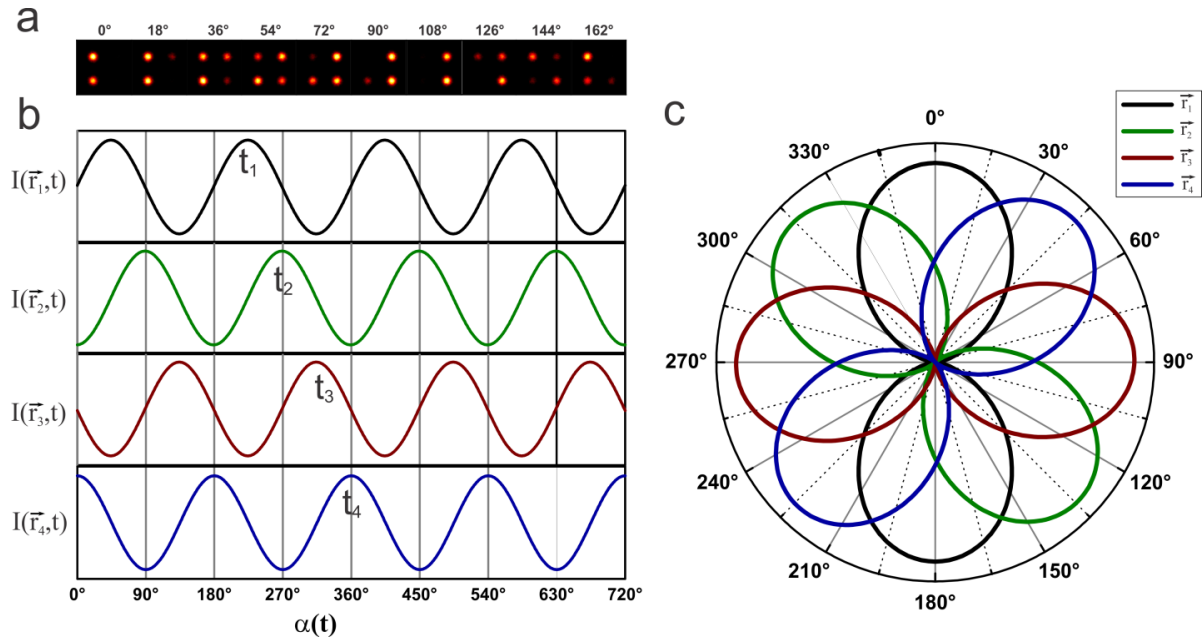 a
0° 18° 36° 54° 72° 90° 108° 126° 144° 162°
b
I(r⃗₁,t)
t₁
I(r⃗₂,t)
t₂
I(r⃗₃,t)
t₃
I(r⃗₄,t)
t₄
0° 90° 180° 270° 360° 450° 540° 630° 720°
α(t)
c
r⃗₁
r⃗₂
r⃗₃
r⃗₄
0°
330° 30°
300° 60°
270° 90°
240° 120°
210° 150°
180°